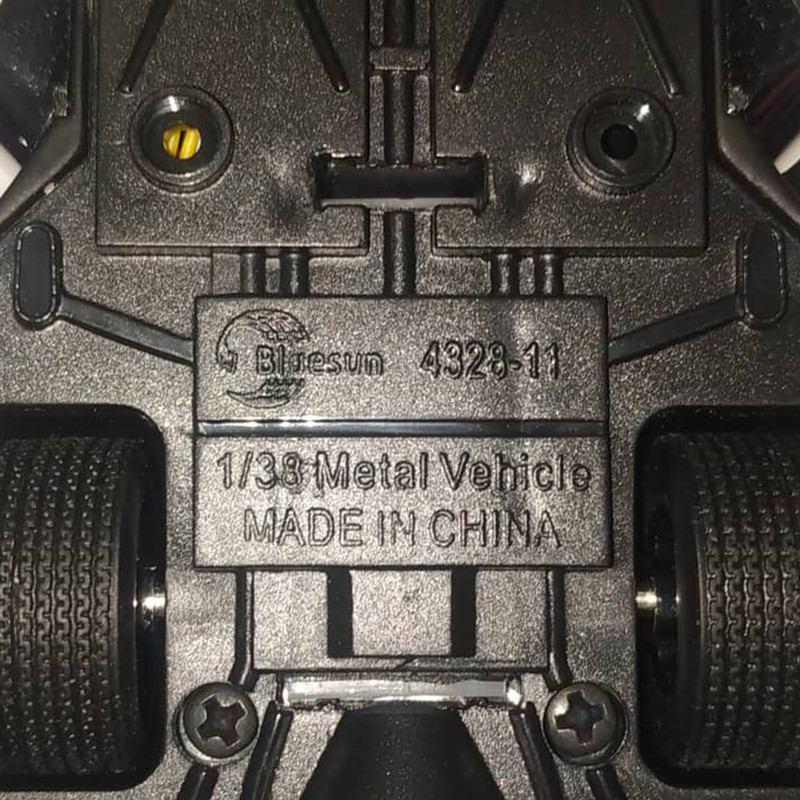 Bluesun 4328-11
1/38 Metal Vehicle
MADE IN CHINA